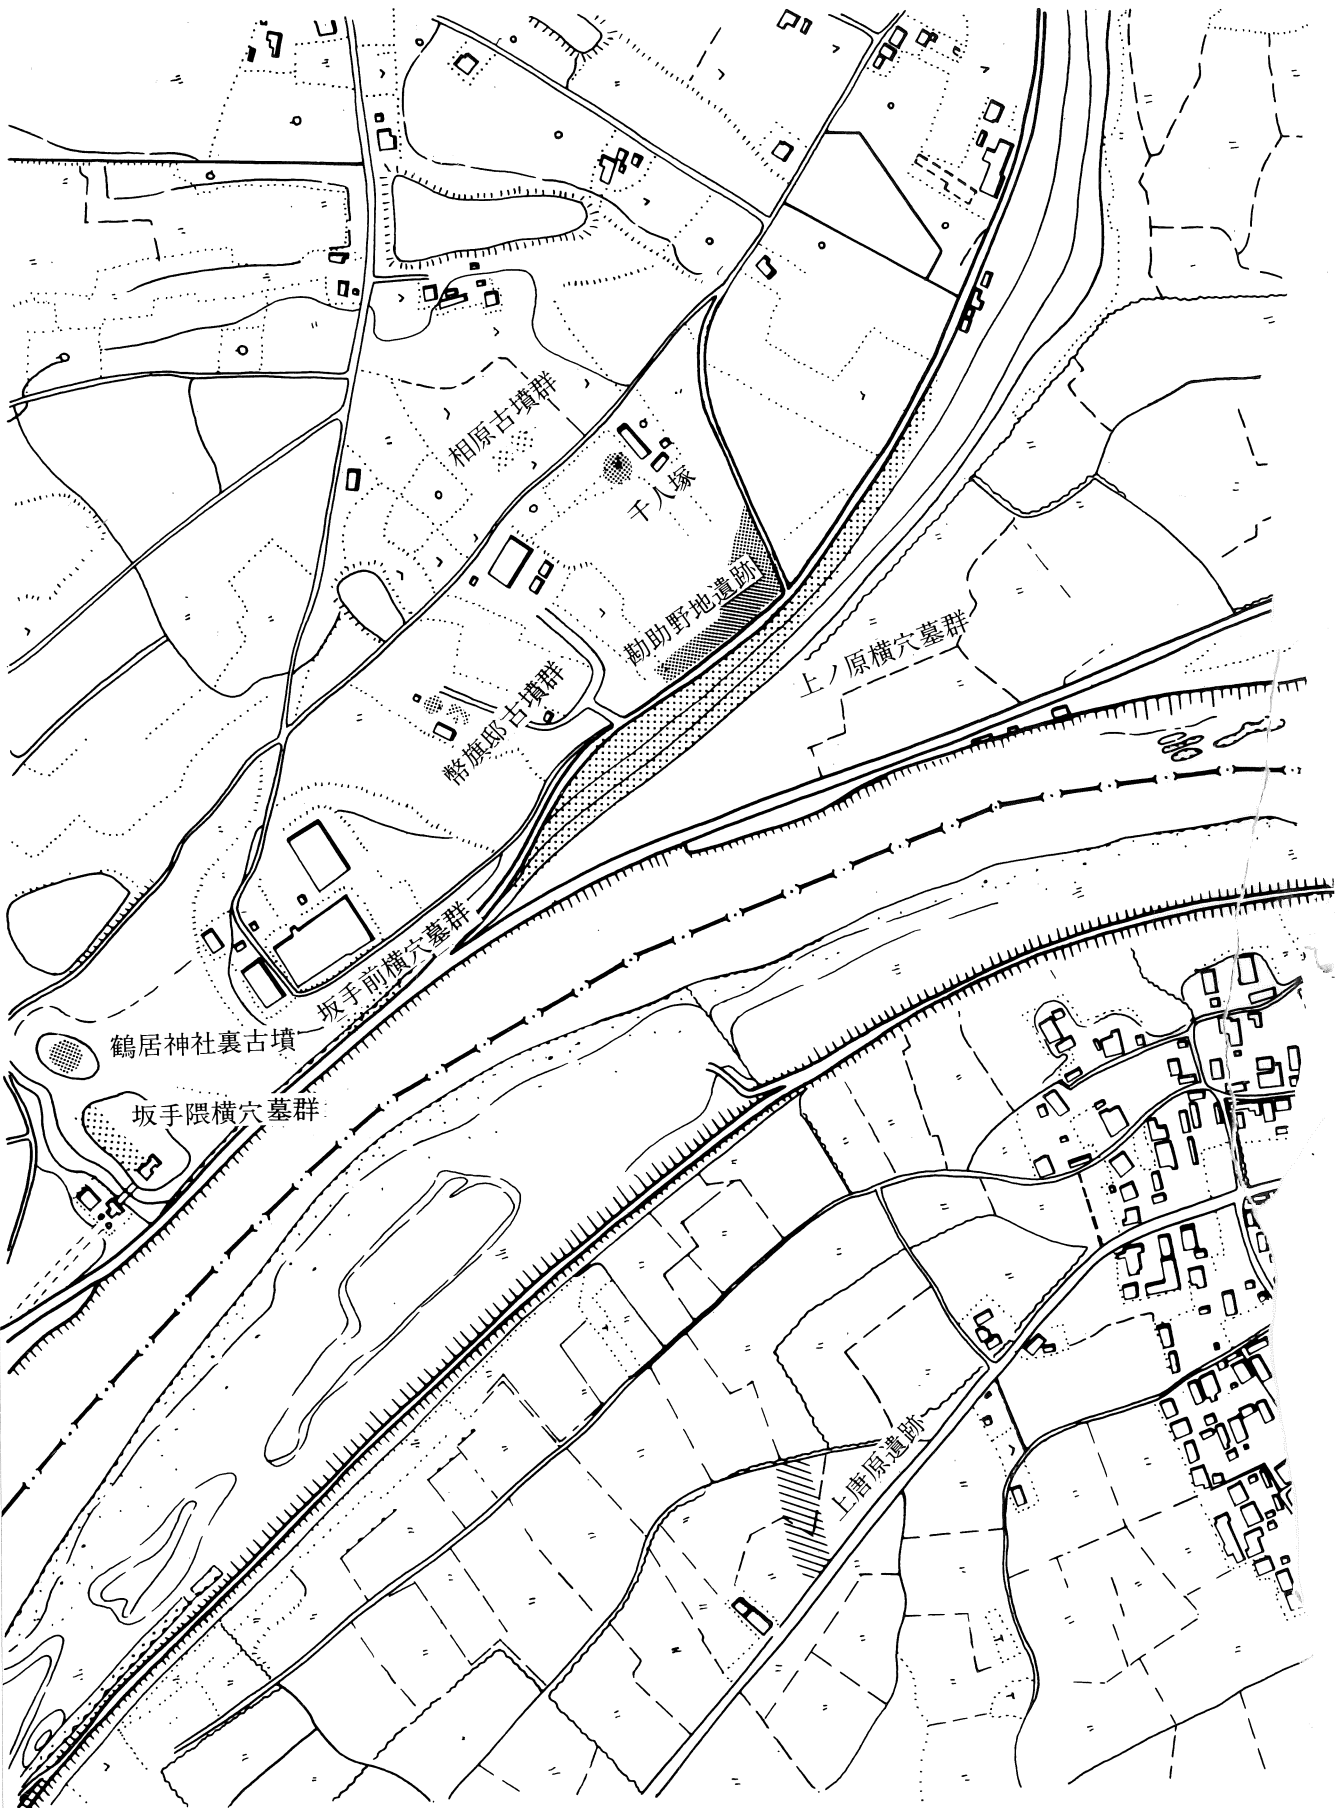 相原古墳群
千人塚
勘助野地遺跡
上ノ原横穴墓群
幣旗邸古墳群
坂手前横穴墓群
鶴居神社裏古墳
坂手隈横穴墓群
上唐原遺跡